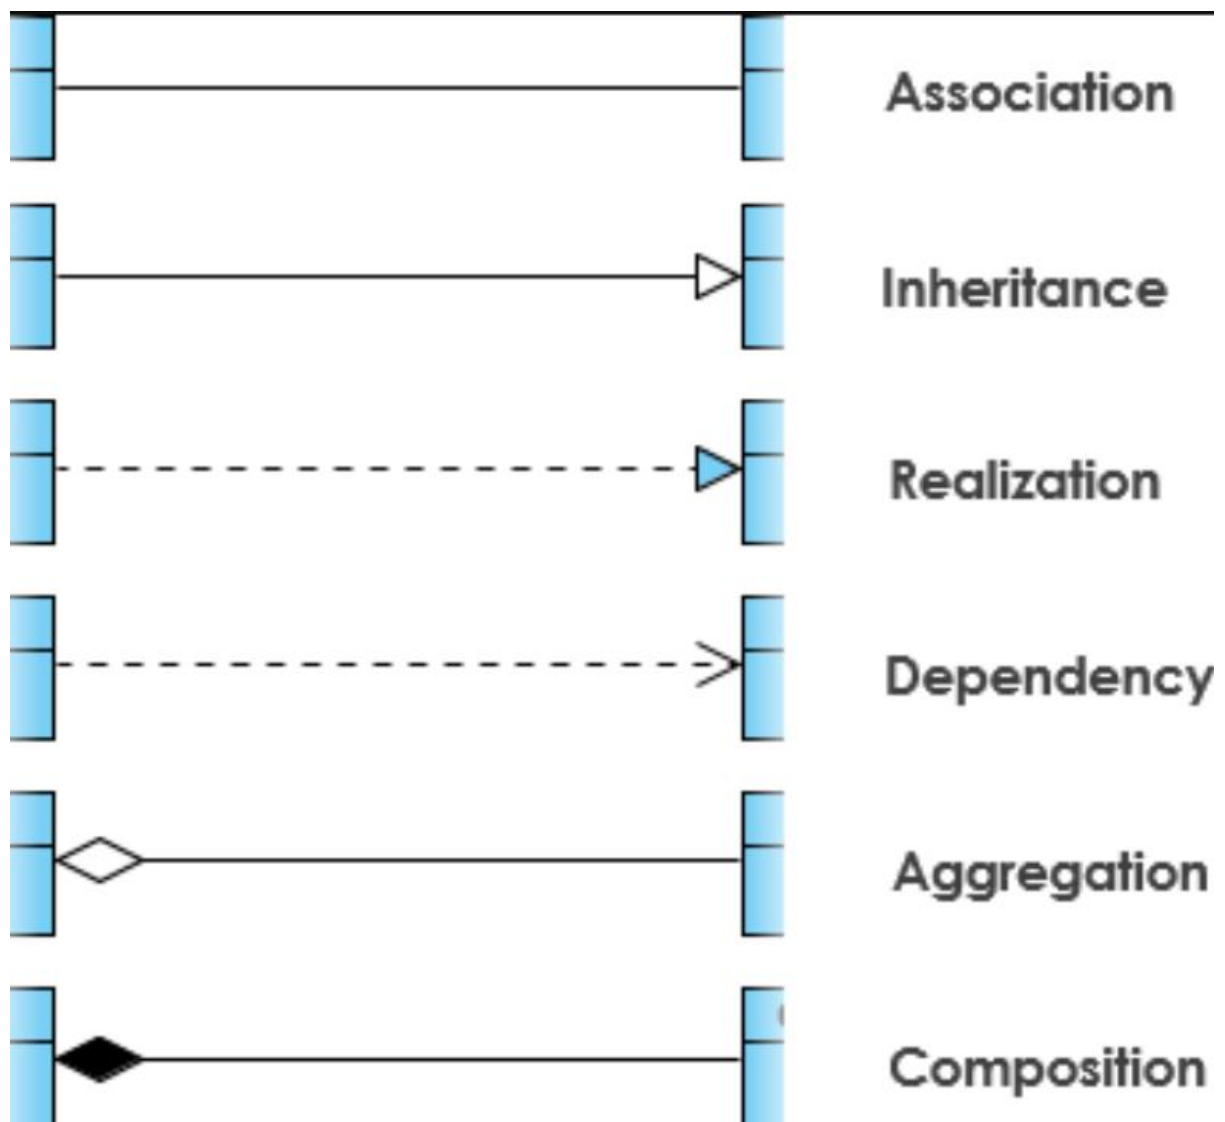 Association
Inheritance
Realization
Dependency
Aggregation
Composition